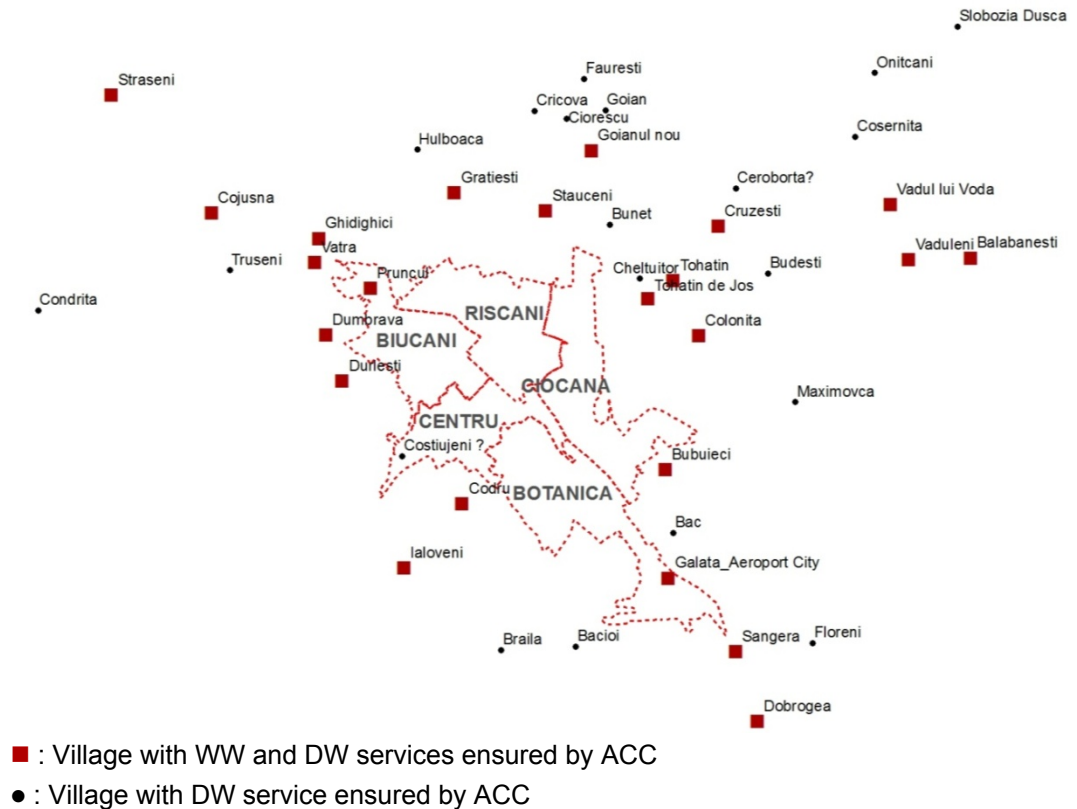 Slobozia Dusca
Onitcani
Fauresti
Straseni
Cricova
Goian
Ciorescu
Cosernita
Goianul nou
Hulboaca
Gratiesti
Ceroborta?
Vadul lui Voda
Stauceni
Cojusna
Bunet
Cruzesti
Ghidighici
Vatra
Vaduleni
Balabanesti
Truseni
Pruncul
Cheltuitor
Tohatin
Budesti
Tohatin de Jos
Condrita
RISCANI
Dumbrava
Colonita
BIUCANI
Durlesti
CIOCANA
Maximovca
CENTRU
Costiujeni ?
Bubuieci
Codru
BOTANICA
Bac
Ialoveni
Galata_Aeroport City
Braila
Bacioi
Sangera
Floreni
Dobrogea
: Village with WW and DW services ensured by ACC
: Village with DW service ensured by ACC